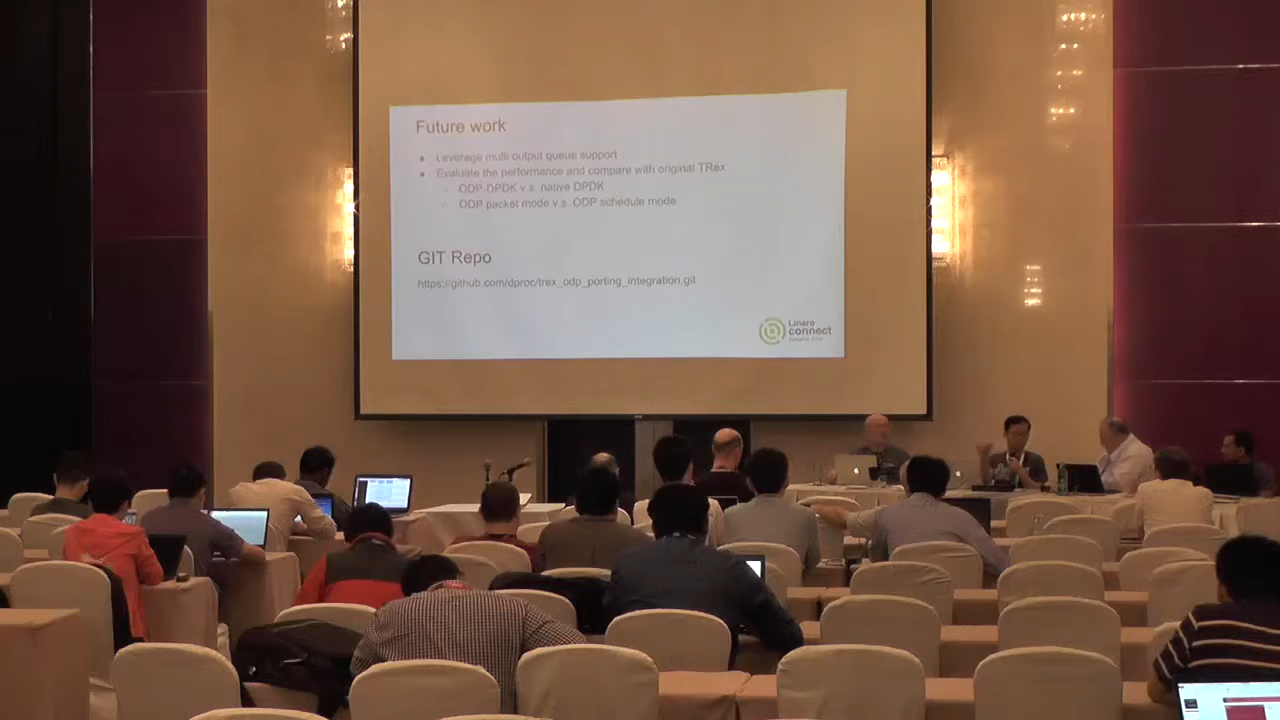 Future work
● Leverage multi output queue support
● Evaluate the performance and compare with original TRex
○ ODP-DPDK v.s. native DPDK
○ ODP packet mode v.s. ODP schedule mode
GIT Repo
https://github.com/dproc/trex_odp_porting_integration.git
Linaro
connect